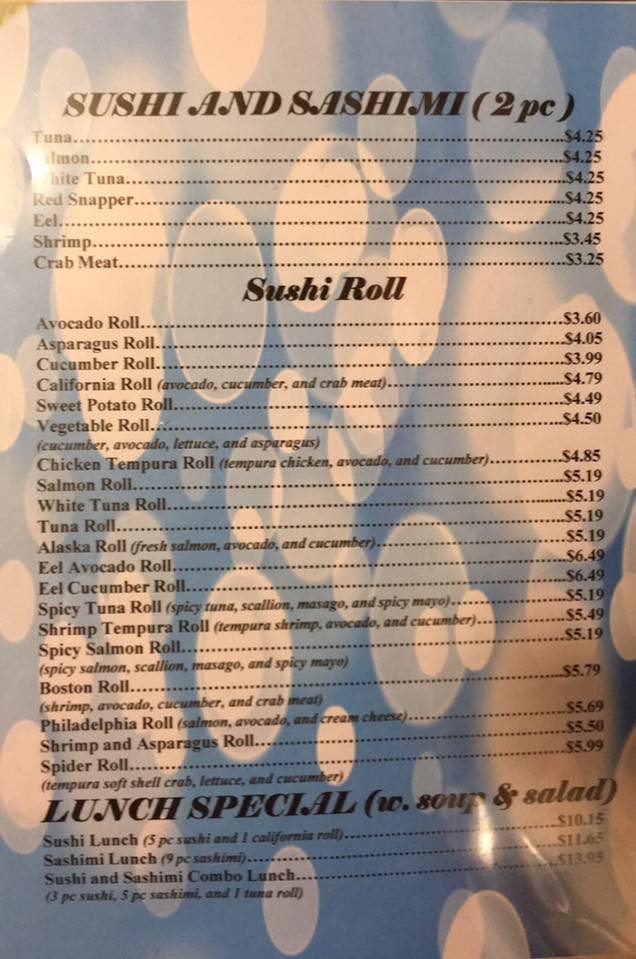 SUSHI AND SASHIMI ( 2 pc )
Tuna..........$4.25
Salmon..........$4.25
White Tuna..........$4.25
Red Snapper..........$4.25
Eel..........$4.25
Shrimp..........$3.45
Crab Meat..........$3.25
Sushi Roll
Avocado Roll..........$3.60
Asparagus Roll..........$4.05
Cucumber Roll..........$3.99
California Roll (avocado, cucumber, and crab meat)..........$4.79
Sweet Potato Roll..........$4.49
Vegetable Roll..........$4.50
(cucumber, avocado, lettuce, and asparagus)
Chicken Tempura Roll (tempura chicken, avocado, and cucumber)..........$4.85
Salmon Roll..........$5.19
White Tuna Roll..........$5.19
Tuna Roll..........$5.19
Alaska Roll (fresh salmon, avocado, and cucumber)..........$5.19
Eel Avocado Roll..........$6.49
Eel Cucumber Roll..........$6.49
Spicy Tuna Roll (spicy tuna, scallion, masago, and spicy mayo)..........$5.19
Shrimp Tempura Roll (tempura shrimp, avocado, and cucumber)..........$5.49
Spicy Salmon Roll..........$5.19
(spicy salmon, scallion, masago, and spicy mayo)
Boston Roll..........$5.79
(shrimp, avocado, cucumber, and crab meat)
Philadelphia Roll (salmon, avocado, and cream cheese)..........$5.69
Shrimp and Asparagus Roll..........$5.50
Spider Roll..........$5.99
(tempura soft shell crab, lettuce, and cucumber)
LUNCH SPECIAL (w. soup & salad)
Sushi Lunch (5 pc sushi and 1 california roll)..........$10.15
Sashimi Lunch (9 pc sashimi)..........$11.65
Sushi and Sashimi Combo Lunch..........$13.95
(3 pc sushi, 5 pc sashimi, and 1 tuna roll)